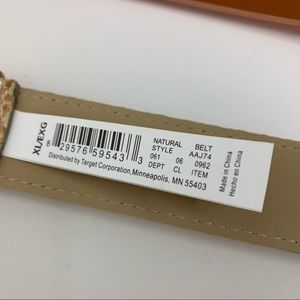 XL/EXG
NATURAL BELT
STYLE AAJ74
061 06 0962
DEPT CL ITEM
29576 59543 3
Distributed by Target Corporation, Minneapolis, MN 55403
Made in China
Hecho en China